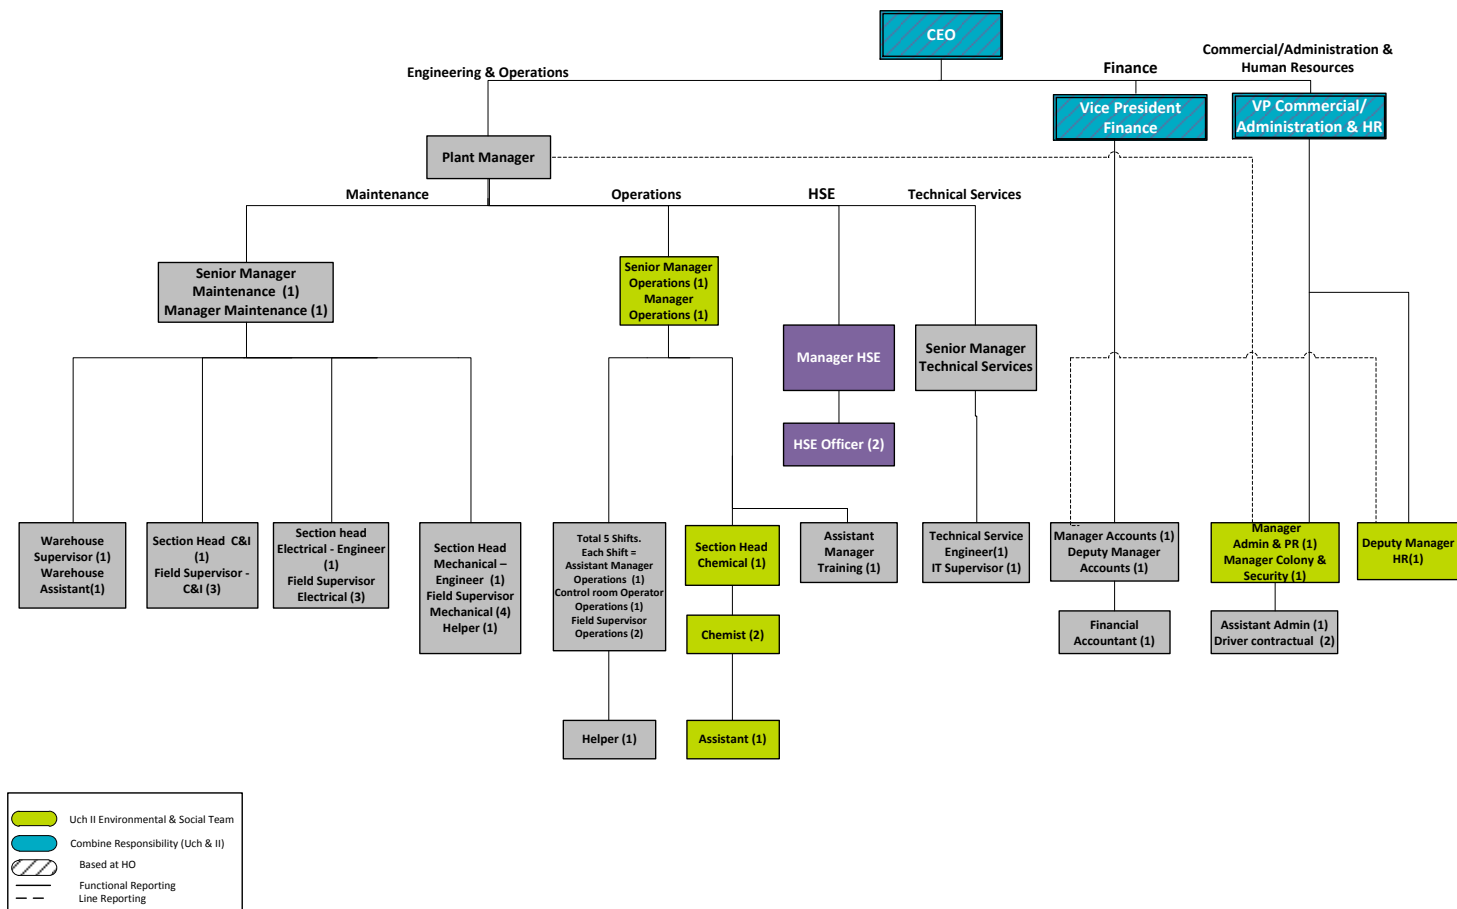 CEO
Commercial/Administration &
Human Resources
Engineering & Operations
Finance
Vice President
Finance
VP Commercial/
Administration & HR
Plant Manager
Maintenance
Operations
HSE
Technical Services
Senior Manager
Maintenance (1)
Manager Maintenance (1)
Senior Manager
Operations (1)
Manager
Operations (1)
Manager HSE
Senior Manager
Technical Services
HSE Officer (2)
Warehouse
Supervisor (1)
Warehouse
Assistant(1)
Section Head C&I
(1)
Field Supervisor -
C&I (3)
Section head
Electrical - Engineer
(1)
Field Supervisor
Electrical (3)
Section Head
Mechanical –
Engineer (1)
Field Supervisor
Mechanical (4)
Helper (1)
Total 5 Shifts.
Each Shift =
Assistant Manager
Operations (1)
Control room Operator
Operations (1)
Field Supervisor
Operations (2)
Section Head
Chemical (1)
Assistant
Manager
Training (1)
Technical Service
Engineer(1)
IT Supervisor (1)
Manager Accounts (1)
Deputy Manager
Accounts (1)
Manager
Admin & PR (1)
Manager Colony &
Security (1)
Deputy Manager
HR(1)
Chemist (2)
Financial
Accountant (1)
Assistant Admin (1)
Driver contractual (2)
Helper (1)
Assistant (1)
Uch II Environmental & Social Team
Combine Responsibility (Uch & II)
Based at HO
Functional Reporting
Line Reporting